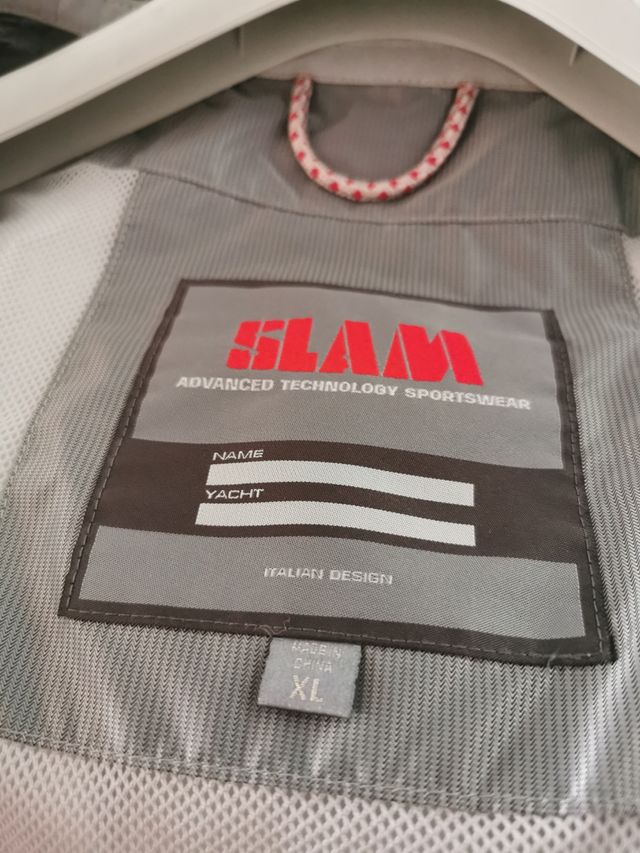 SLAM
ADVANCED TECHNOLOGY SPORTSWEAR
NAME
YACHT
ITALIAN DESIGN
MADE IN
CHINA
XL